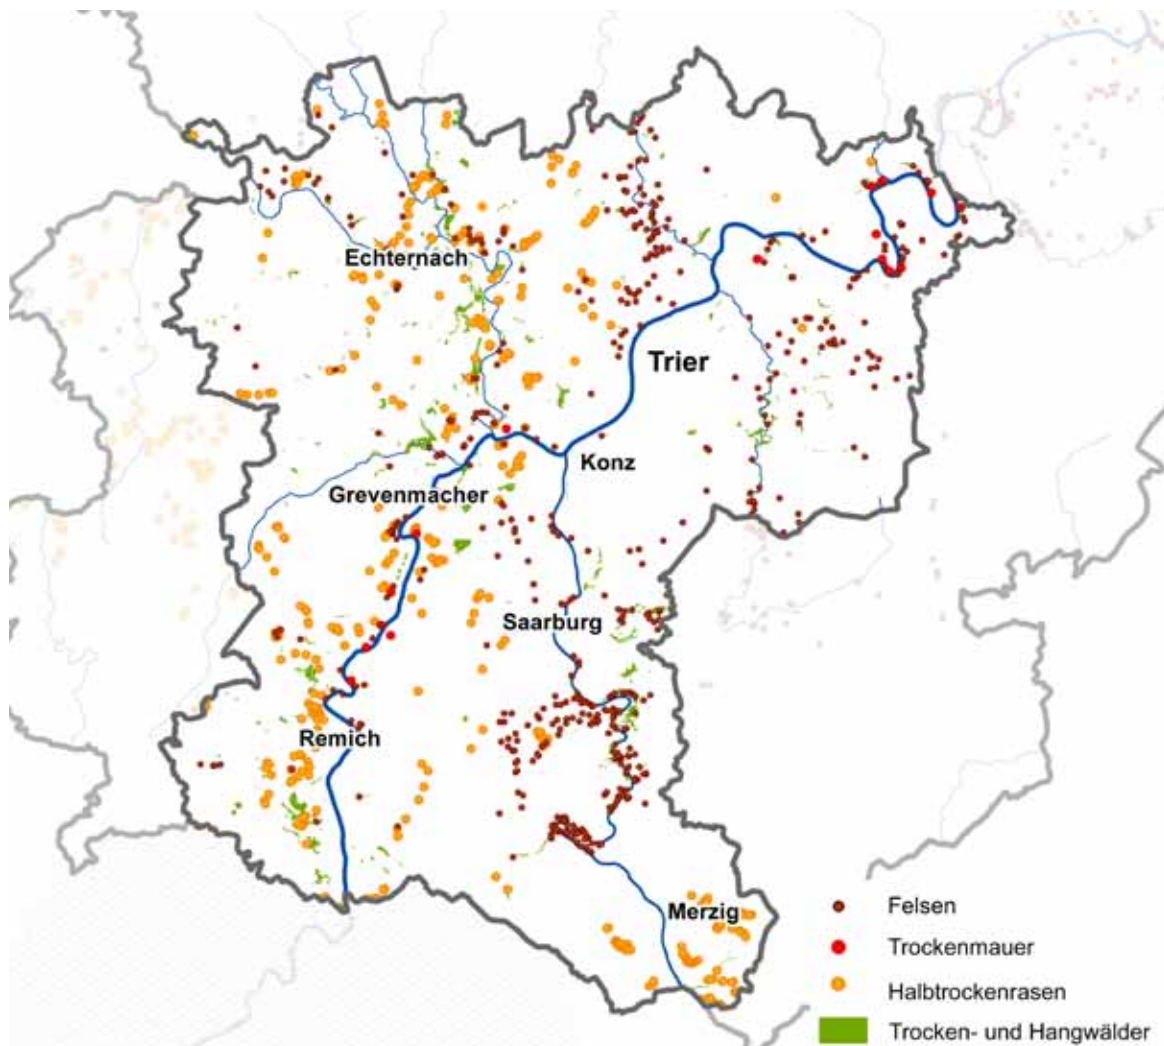 Echternach
Trier
Konz
Grevenmacher
Saarburg
Remich
Merzig
Felsen
Trockenmauer
Halbtrockenrasen
Trocken- und Hangwälder